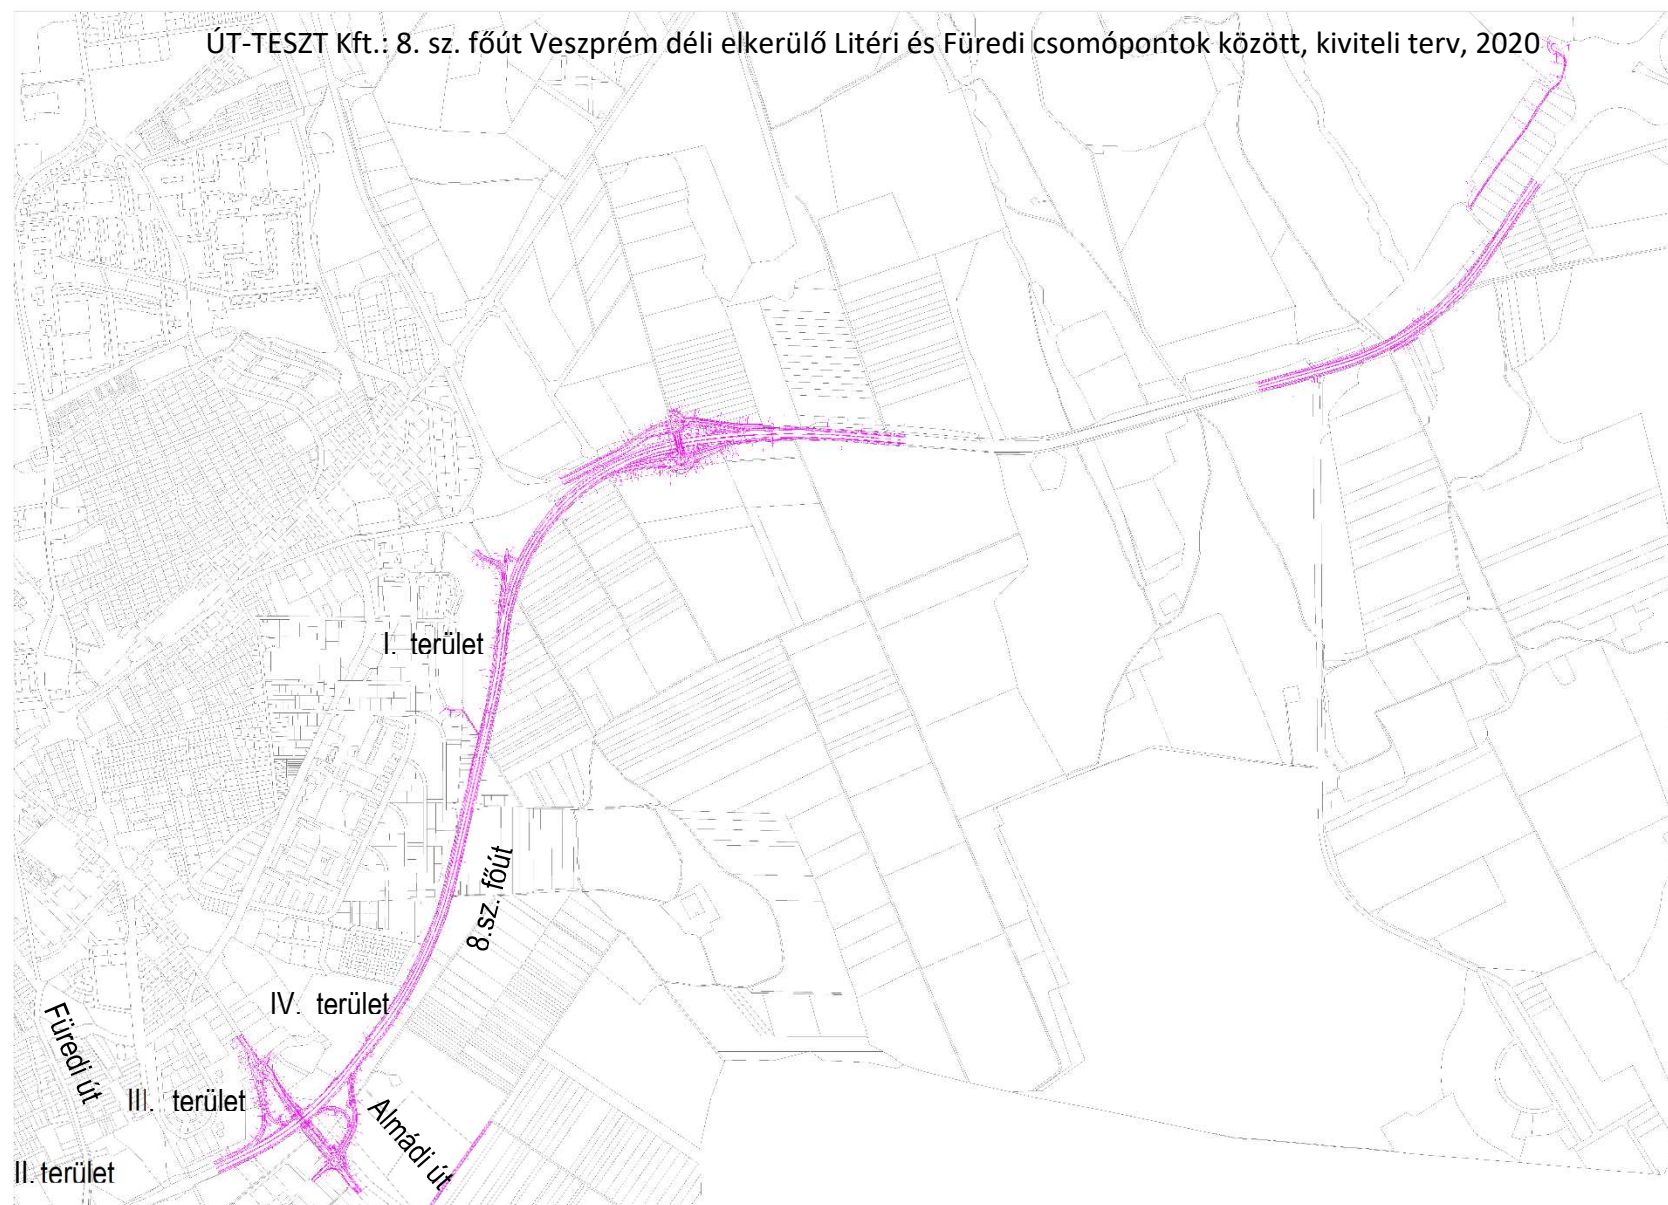 ÚT-TESZT Kft.: 8. sz. főút Veszprém déli elkerülő Litéri és Füredi csomópontok között, kiviteli terv, 2020
I. terület
8.sz. főút
IV. terület
Füredi út
III. terület
Almádi út
II. terület